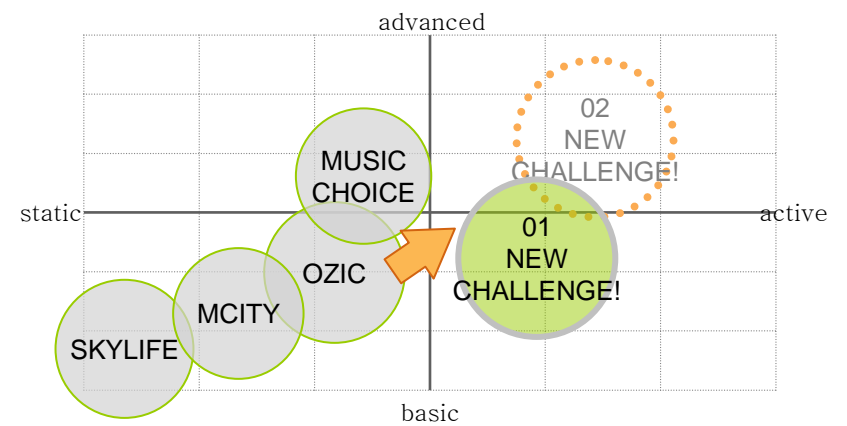 advanced
02
NEW
CHALLENGE!
MUSIC
CHOICE
static
active
01
NEW
CHALLENGE!
OZIC
MCITY
SKYLIFE
basic